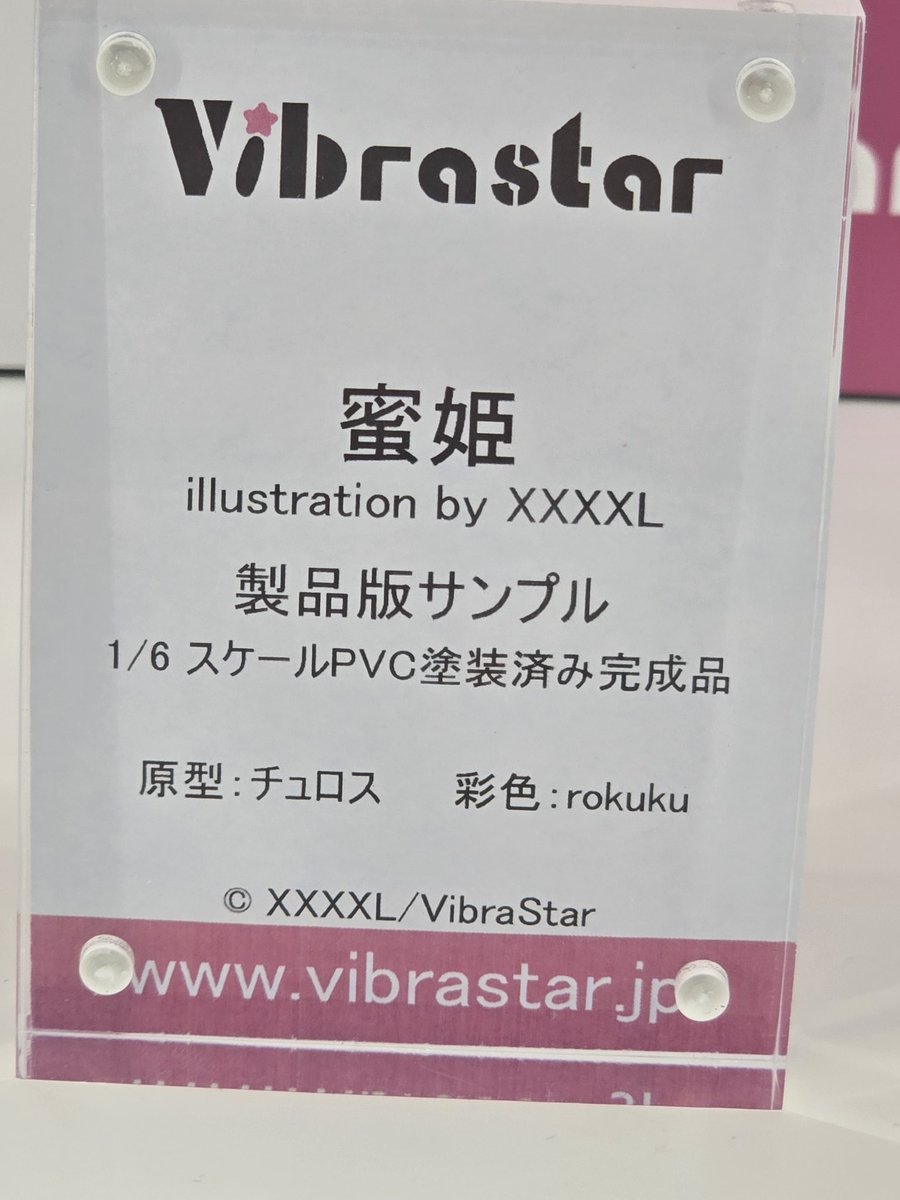 Vibrastar
蜜姫
illustration by XXXXL
製品版サンプル
1/6 スケールPVC塗装済み完成品
原型:チュロス 彩色:rokuku
© XXXXL/VibraStar
www.vibrastar.jp